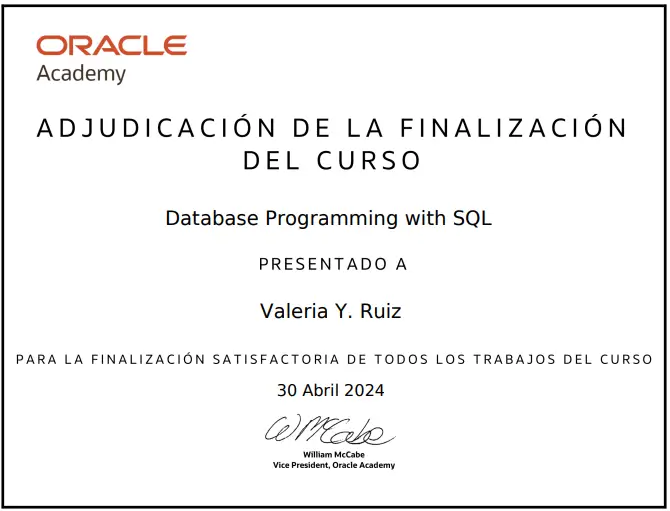 ORACLE
Academy
ADJUDICACIÓN DE LA FINALIZACIÓN
DEL CURSO
Database Programming with SQL
PRESENTADO A
Valeria Y. Ruiz
PARA LA FINALIZACIÓN SATISFACTORIA DE TODOS LOS TRABAJOS DEL CURSO
30 Abril 2024
W McCabe
William McCabe
Vice President, Oracle Academy